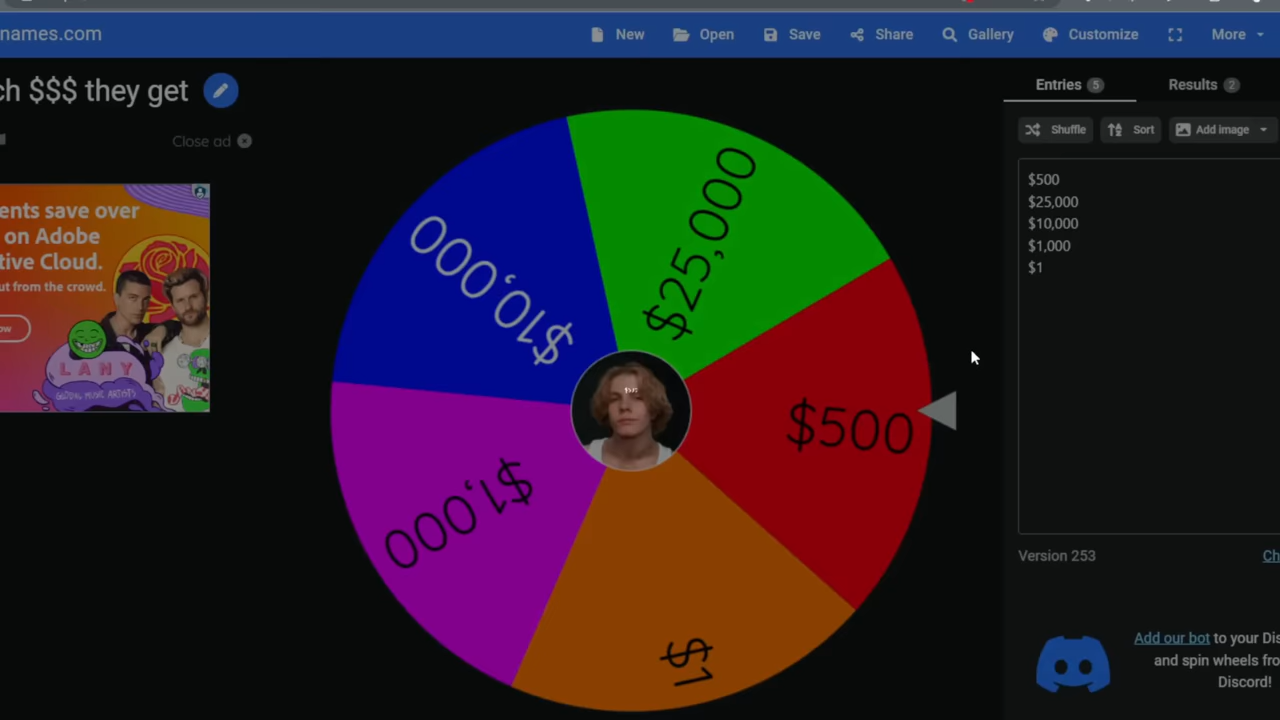 names.com
New
Open
Save
Share
Gallery
Customize
More
ch $$$ they get
Close ad
ents save over
on Adobe
tive Cloud.
ut from the crowd.
ow
LANY
$25,000
$10,000
$500
$1,000
$1
Entries 5
Results 2
Shuffle
Sort
Add image
$500
$25,000
$10,000
$1,000
$1
Version 253
Ch
Add our bot to your Dis
and spin wheels fro
Discord!